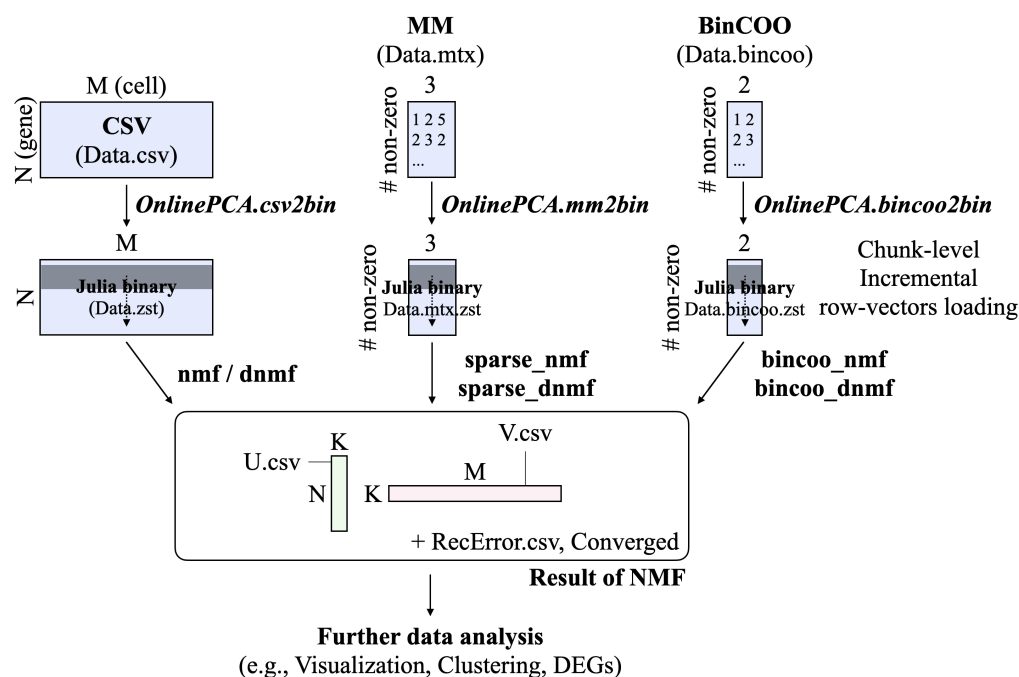 MM
(Data.mtx)
BinCOO
(Data.bincoo)
M (cell)
N (gene)
CSV
(Data.csv)
3
# non-zero
1 2 5
2 3 2
...
2
# non-zero
1 2
2 3
...
OnlinePCA.csv2bin
OnlinePCA.mm2bin
OnlinePCA.bincoo2bin
M
N
Julia binary
(Data.zst)
3
# non-zero
Julia binary
Data.mtx.zst
2
# non-zero
Julia binary
Data.bincoo.zst
Chunk-level
Incremental
row-vectors loading
nmf / dnmf
sparse_nmf
sparse_dnmf
bincoo_nmf
bincoo_dnmf
K
U.csv
N
V.csv
M
K
+ RecError.csv, Converged
Result of NMF
Further data analysis
(e.g., Visualization, Clustering, DEGs)